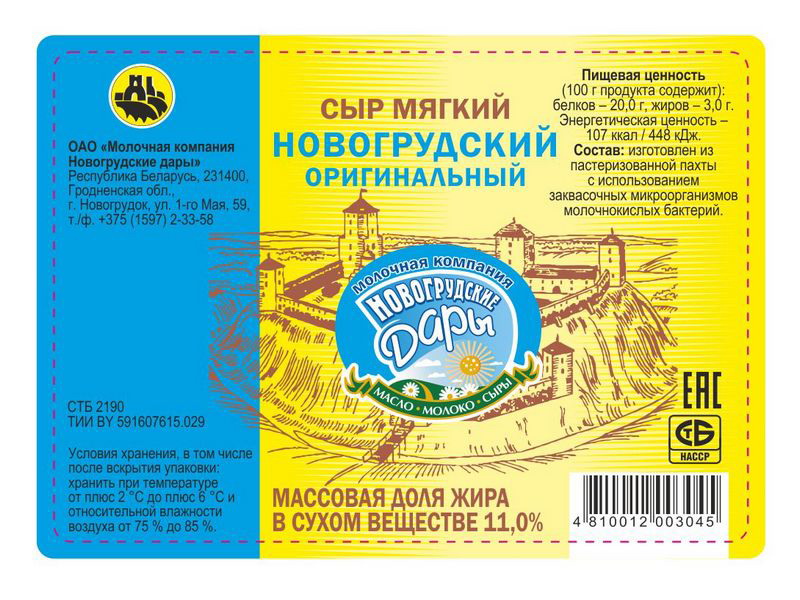 ОАО «Молочная компания
Новогрудские дары»
Республика Беларусь, 231400,
Гродненская обл.,
г. Новогрудок, ул. 1-го Мая, 59,
т./ф. +375 (1597) 2-33-58
СТБ 2190
ТИИ BY 591607615.029
Условия хранения, в том числе
после вскрытия упаковки:
хранить при температуре
от плюс 2 °С до плюс 6 °С и
относительной влажности
воздуха от 75 % до 85 %.
СЫР МЯГКИЙ
НОВОГРУДСКИЙ
ОРИГИНАЛЬНЫЙ
МОЛОЧНАЯ КОМПАНИЯ
НОВОГРУДСКИЕ
Дары
МАСЛО · МОЛОКО · СЫРЫ
МАССОВАЯ ДОЛЯ ЖИРА
В СУХОМ ВЕЩЕСТВЕ 11,0%
Пищевая ценность
(100 г продукта содержит):
белков – 20,0 г, жиров – 3,0 г.
Энергетическая ценность –
107 ккал / 448 кДж.
Состав: изготовлен из
пастеризованной пахты
с использованием
заквасочных микроорганизмов
молочнокислых бактерий.
ЕАС
СТБ
НАССР
4 810012 003045